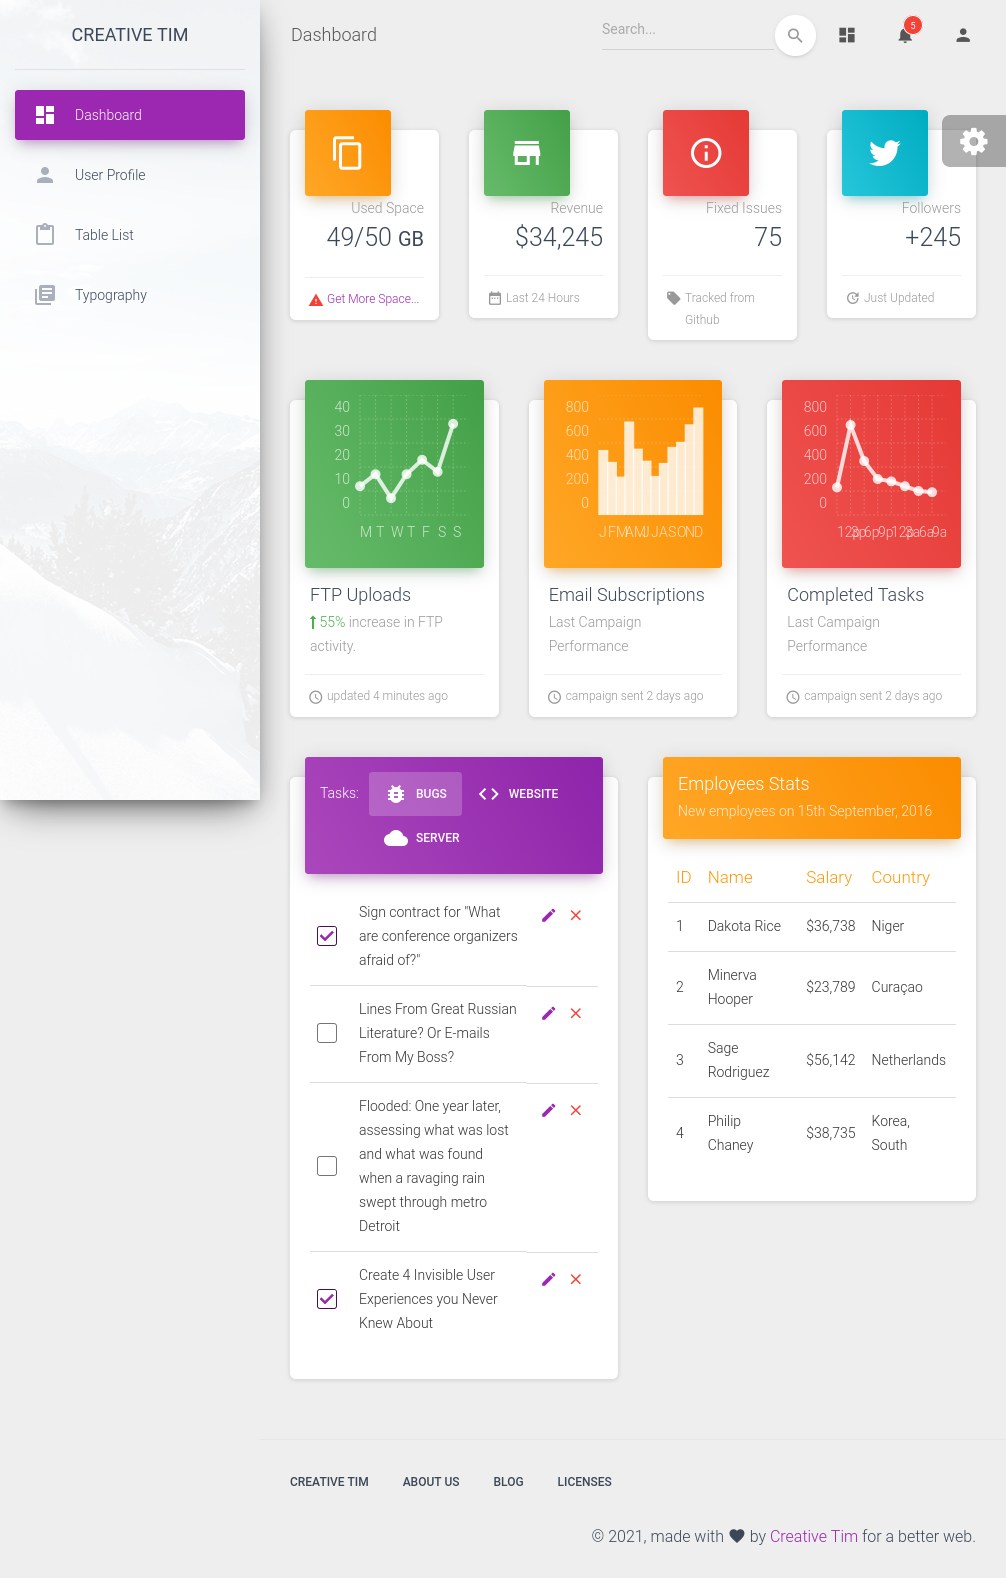 CREATIVE TIM
Dashboard
User Profile
Table List
Typography
Dashboard
Search...
5
Used Space
49/50 GB
Get More Space...
Revenue
$34,245
Last 24 Hours
Fixed Issues
75
Tracked from
Github
Followers
+245
Just Updated
40
30
20
10
0
M T W T F S S
FTP Uploads
55% increase in FTP
activity.
updated 4 minutes ago
800
600
400
200
0
J F M A M J J A S O N D
Email Subscriptions
Last Campaign
Performance
campaign sent 2 days ago
800
600
400
200
0
12p 3p 6p 9p 12a 3a 6a 9a
Completed Tasks
Last Campaign
Performance
campaign sent 2 days ago
Tasks: BUGS WEBSITE
SERVER
Sign contract for "What
are conference organizers
afraid of?"
Lines From Great Russian
Literature? Or E-mails
From My Boss?
Flooded: One year later,
assessing what was lost
and what was found
when a ravaging rain
swept through metro
Detroit
Create 4 Invisible User
Experiences you Never
Knew About
Employees Stats
New employees on 15th September, 2016
ID Name Salary Country
1 Dakota Rice $36,738 Niger
2 Minerva Hooper $23,789 Curaçao
3 Sage Rodriguez $56,142 Netherlands
4 Philip Chaney $38,735 Korea, South
CREATIVE TIM ABOUT US BLOG LICENSES
© 2021, made with by Creative Tim for a better web.